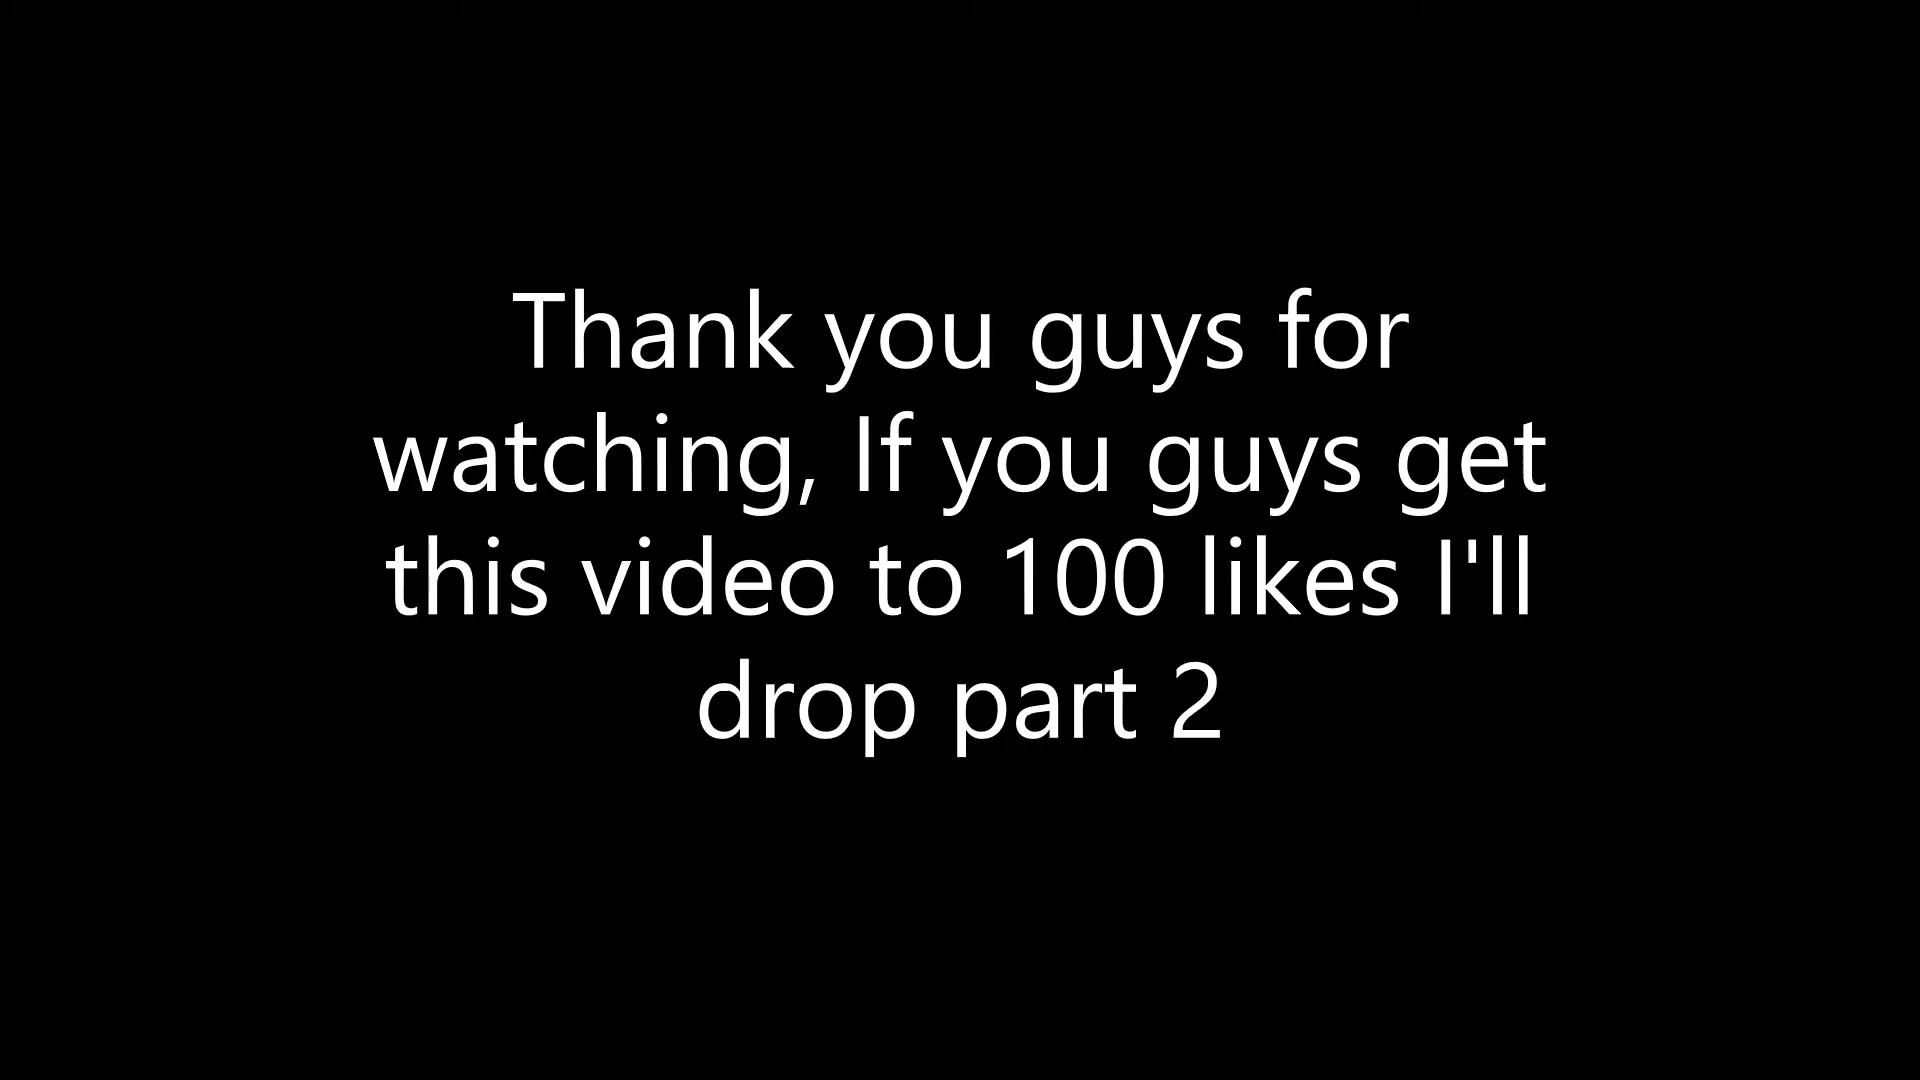 Thank you guys for
watching, If you guys get
this video to 100 likes I'll
drop part 2